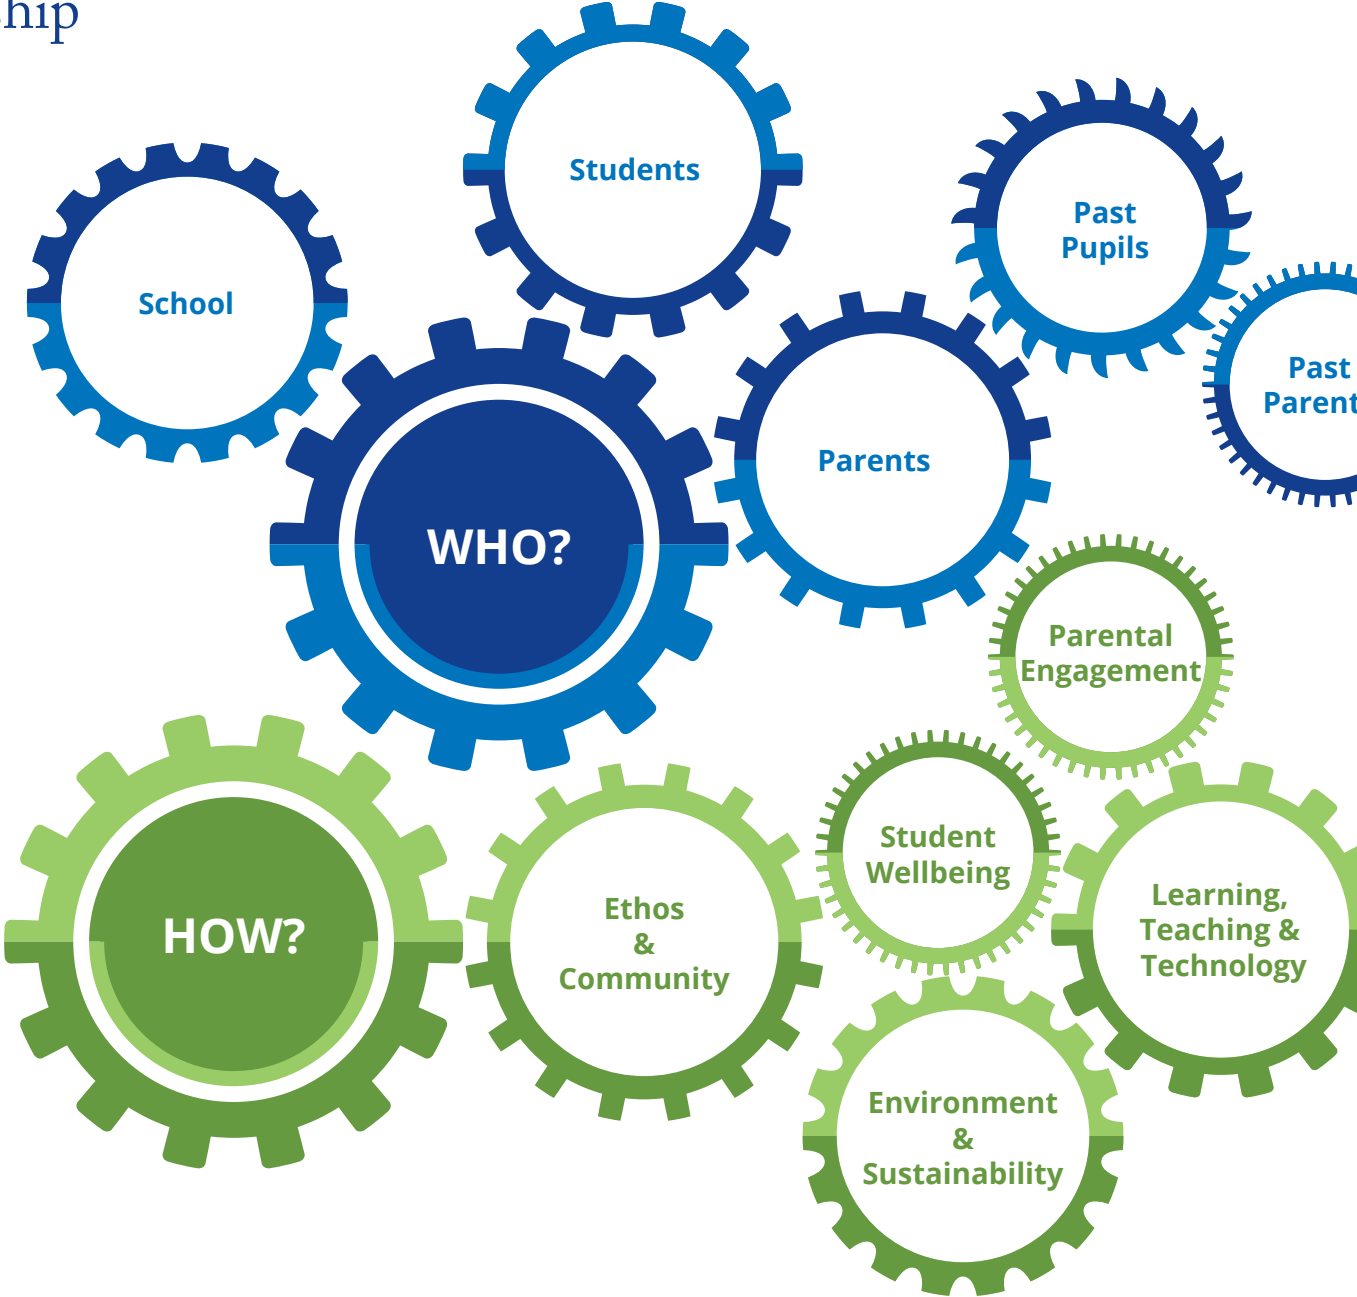 ship
Students
Past
Pupils
School
Past
Parent
Parents
WHO?
Parental
Engagement
Student
Wellbeing
Learning,
Teaching &
Technology
Ethos
&
Community
HOW?
Environment
&
Sustainability